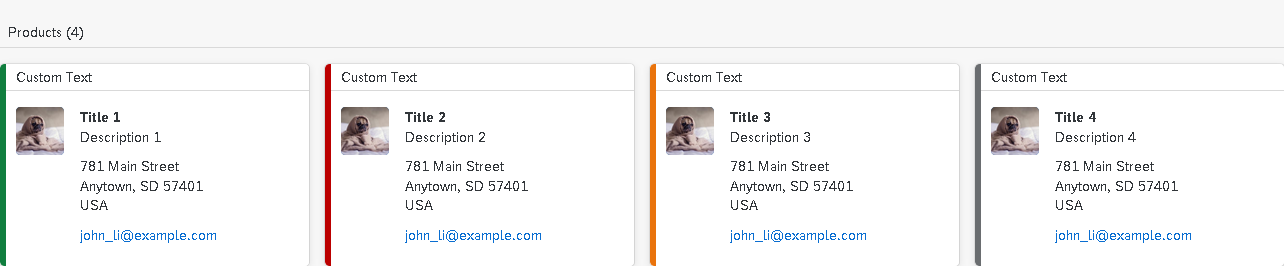 Products (4)
Custom Text
Title 1
Description 1
781 Main Street
Anytown, SD 57401
USA
john_li@example.com
Custom Text
Title 2
Description 2
781 Main Street
Anytown, SD 57401
USA
john_li@example.com
Custom Text
Title 3
Description 3
781 Main Street
Anytown, SD 57401
USA
john_li@example.com
Custom Text
Title 4
Description 4
781 Main Street
Anytown, SD 57401
USA
john_li@example.com